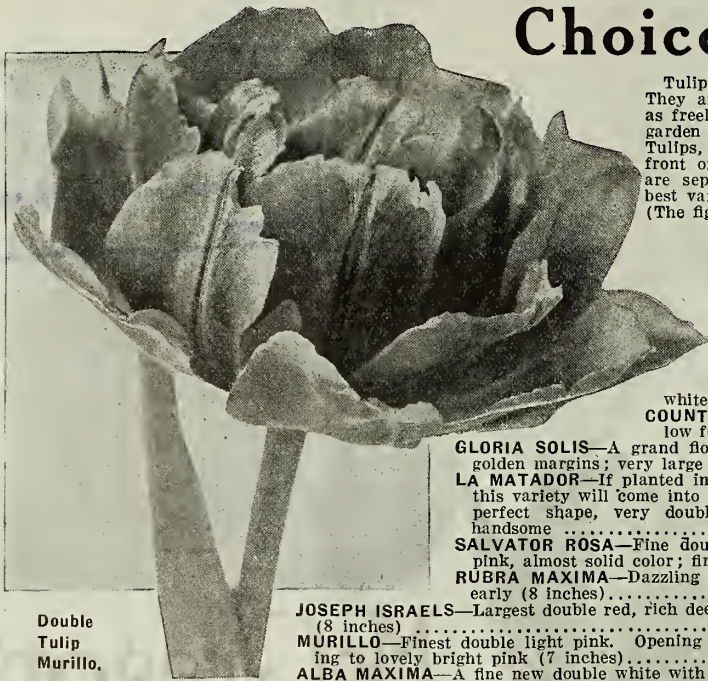 Choice
Tulip
They a
as freel
garden
Tulips,
front o
are sep
best va
(The fig
white
COUNT
low f
GLORIA SOLIS—A grand flo
golden margins; very large
LA MATADOR—If planted in
this variety will come into
perfect shape, very doubl
handsome ..................
SALVATOR ROSA—Fine dou
pink, almost solid color; fin
RUBRA MAXIMA—Dazzling
early (8 inches)............
JOSEPH ISRAELS—Largest double red, rich dee
(8 inches) ..............................
MURILLO—Finest double light pink. Opening
ing to lovely bright pink (7 inches)..........
ALBA MAXIMA—A fine new double white with
Double
Tulip
Murillo.